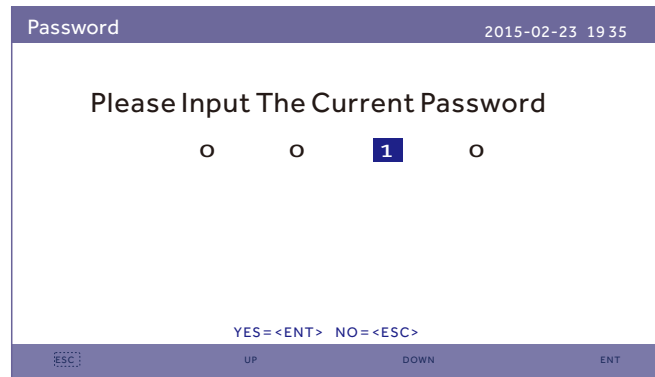 Password 2015-02-23 19 35
Please Input The Current Password
0 0 1 0
YES=<ENT> NO=<ESC>
ESC UP DOWN ENT